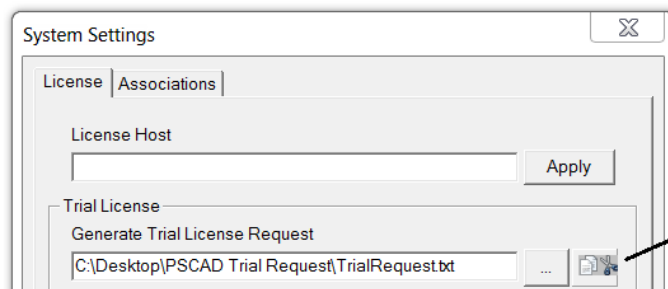 System Settings
License
Associations
License Host
Apply
Trial License
Generate Trial License Request
C:\Desktop\PSCAD Trial Request\TrialRequest.txt
...